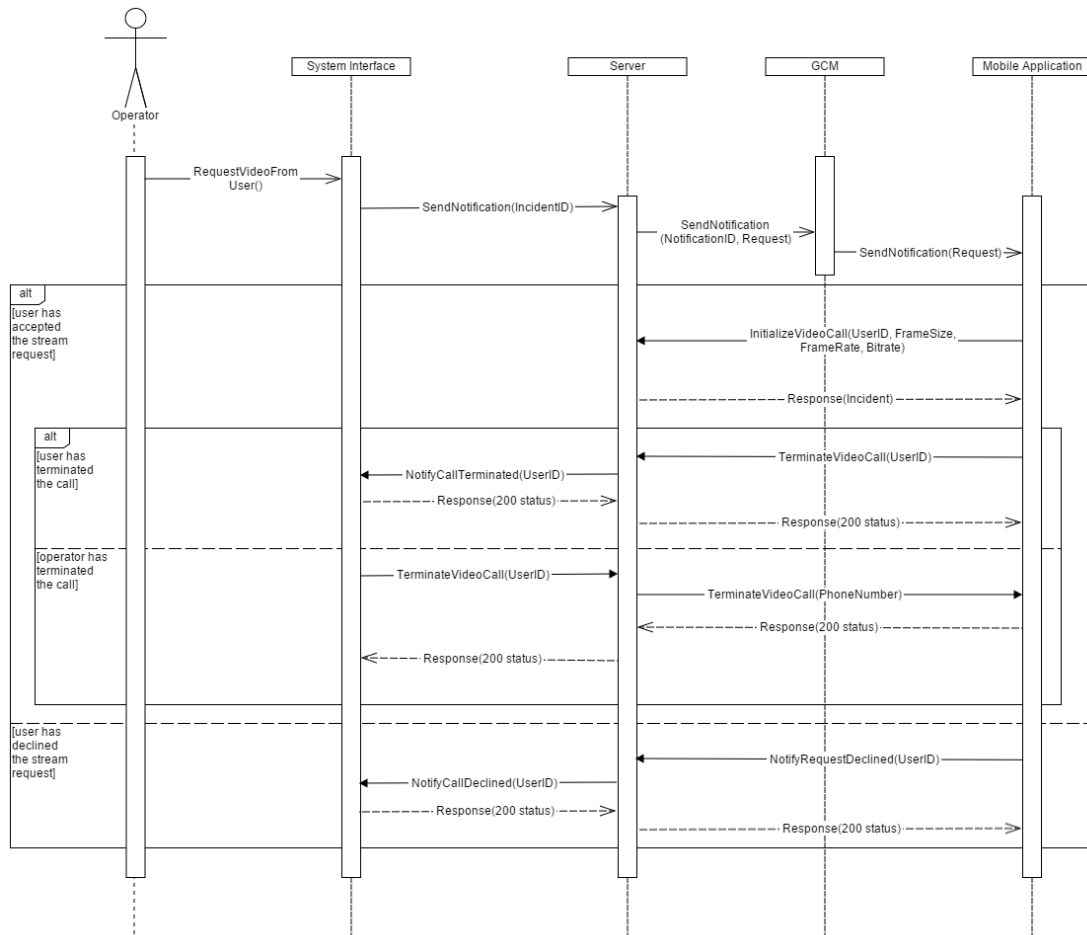 Operator
System Interface
Server
GCM
Mobile Application
RequestVideoFrom
User()
SendNotification(IncidentID)
SendNotification
(NotificationID, Request)
SendNotification(Request)
alt
[user has
accepted
the stream
request]
InitializeVideoCall(UserID, FrameSize,
FrameRate, Bitrate)
Response(Incident)
alt
[user has
terminated
the call]
TerminateVideoCall(UserID)
NotifyCallTerminated(UserID)
Response(200 status)
Response(200 status)
[operator has
terminated
the call]
TerminateVideoCall(UserID)
TerminateVideoCall(PhoneNumber)
Response(200 status)
Response(200 status)
[user has
declined
the stream
request]
NotifyRequestDeclined(UserID)
NotifyCallDeclined(UserID)
Response(200 status)
Response(200 status)